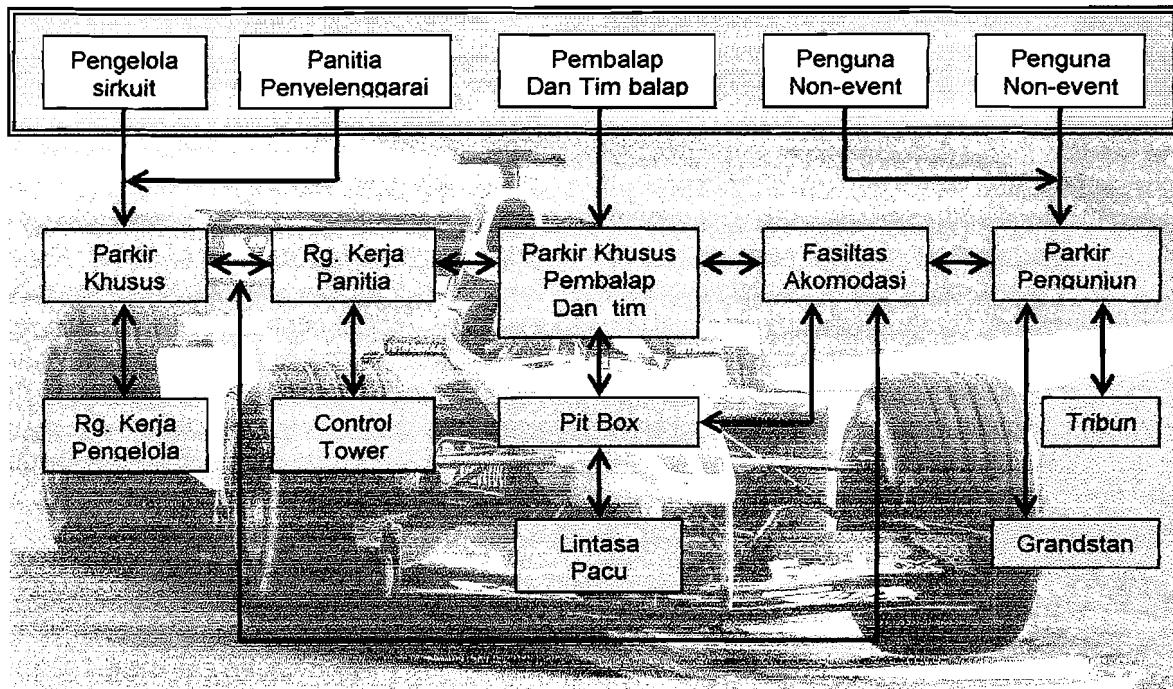 Pengelola
sirkuit
Panitia
Penyelenggarai
Pembalap
Dan Tim balap
Penguna
Non-event
Penguna
Non-event
Parkir
Khusus
Rg. Kerja
Panitia
Parkir Khusus
Pembalap
Dan tim
Fasiltas
Akomodasi
Parkir
Pengunjun
Rg. Kerja
Pengelola
Control
Tower
Pit Box
Tribun
Lintasa
Pacu
Grandstan